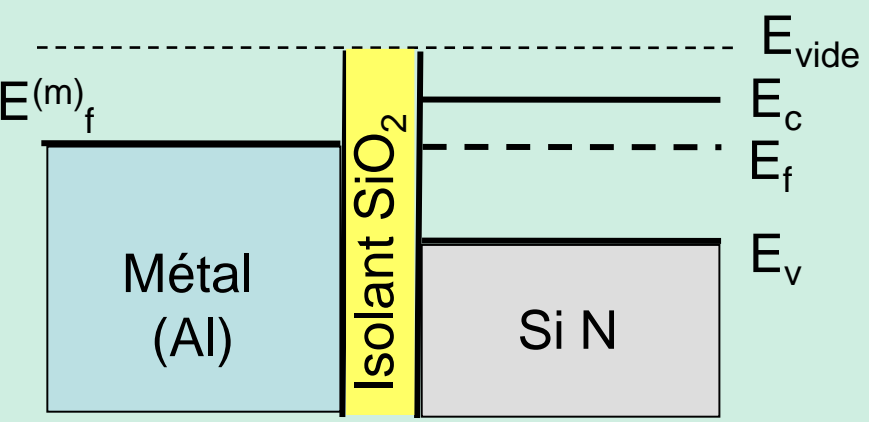 E_vide
E^(m)_f
E_c
E_f
E_v
Métal
(Al)
Isolant SiO₂
Si N